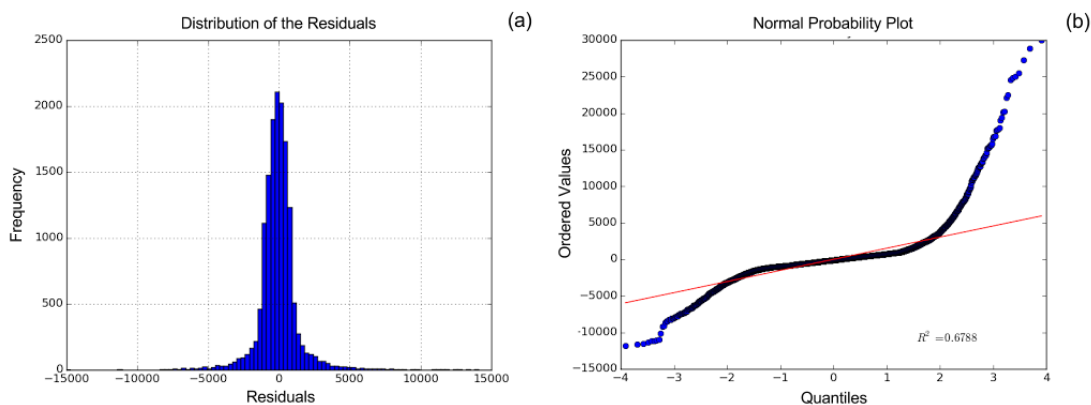 Distribution of the Residuals
(a)
2500
2000
1500
1000
500
0
Frequency
−15000 −10000 −5000 0 5000 10000 15000
Residuals
Normal Probability Plot
(b)
30000
25000
20000
15000
10000
5000
0
−5000
−10000
−15000
Ordered Values
R² =0.6788
−4 −3 −2 −1 0 1 2 3 4
Quantiles